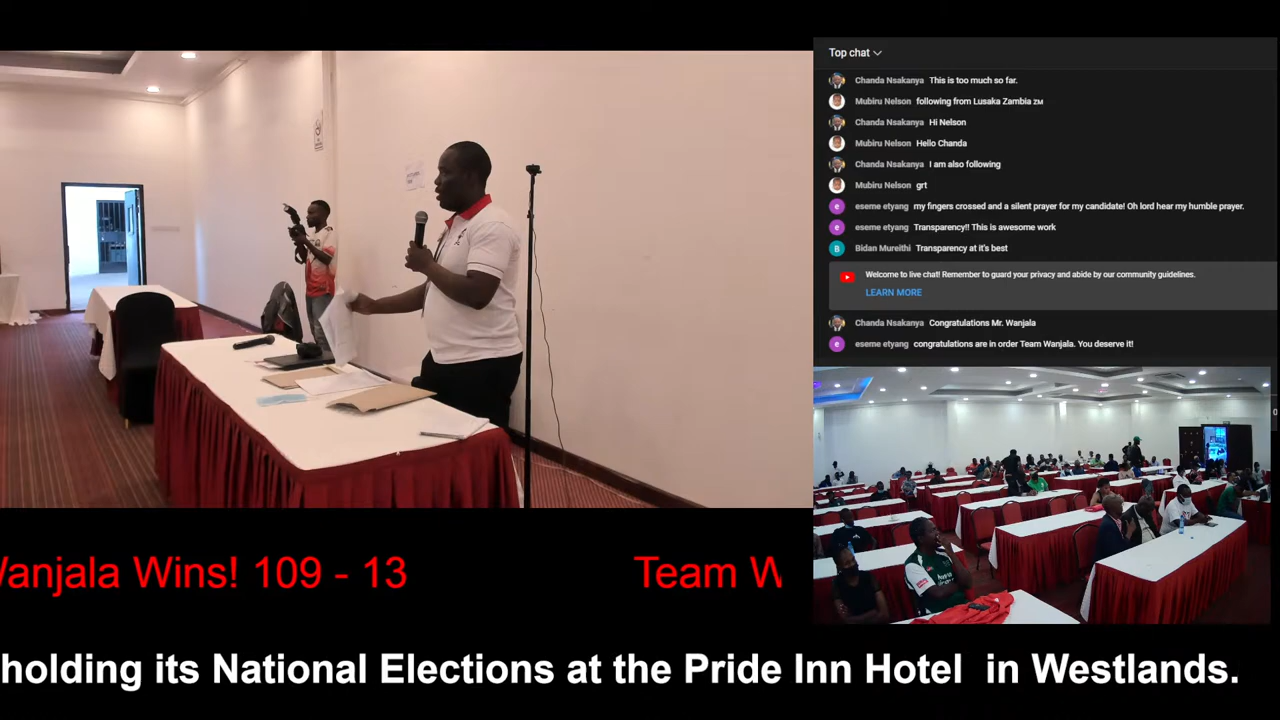 Top chat
Chanda Nsakanya This is too much so far.
Mubiru Nelson following from Lusaka Zambia ZM
Chanda Nsakanya Hi Nelson
Mubiru Nelson Hello Chanda
Chanda Nsakanya I am also following
Mubiru Nelson grt
e eseme etyang my fingers crossed and a silent prayer for my candidate! Oh lord hear my humble prayer.
e eseme etyang Transparency!! This is awesome work
B Bidan Mureithi Transparency at it's best
Welcome to live chat! Remember to guard your privacy and abide by our community guidelines.
LEARN MORE
Chanda Nsakanya Congratulations Mr. Wanjala
e eseme etyang congratulations are in order Team Wanjala. You deserve it!
Wanjala Wins! 109 - 13 Team W
holding its National Elections at the Pride Inn Hotel in Westlands.